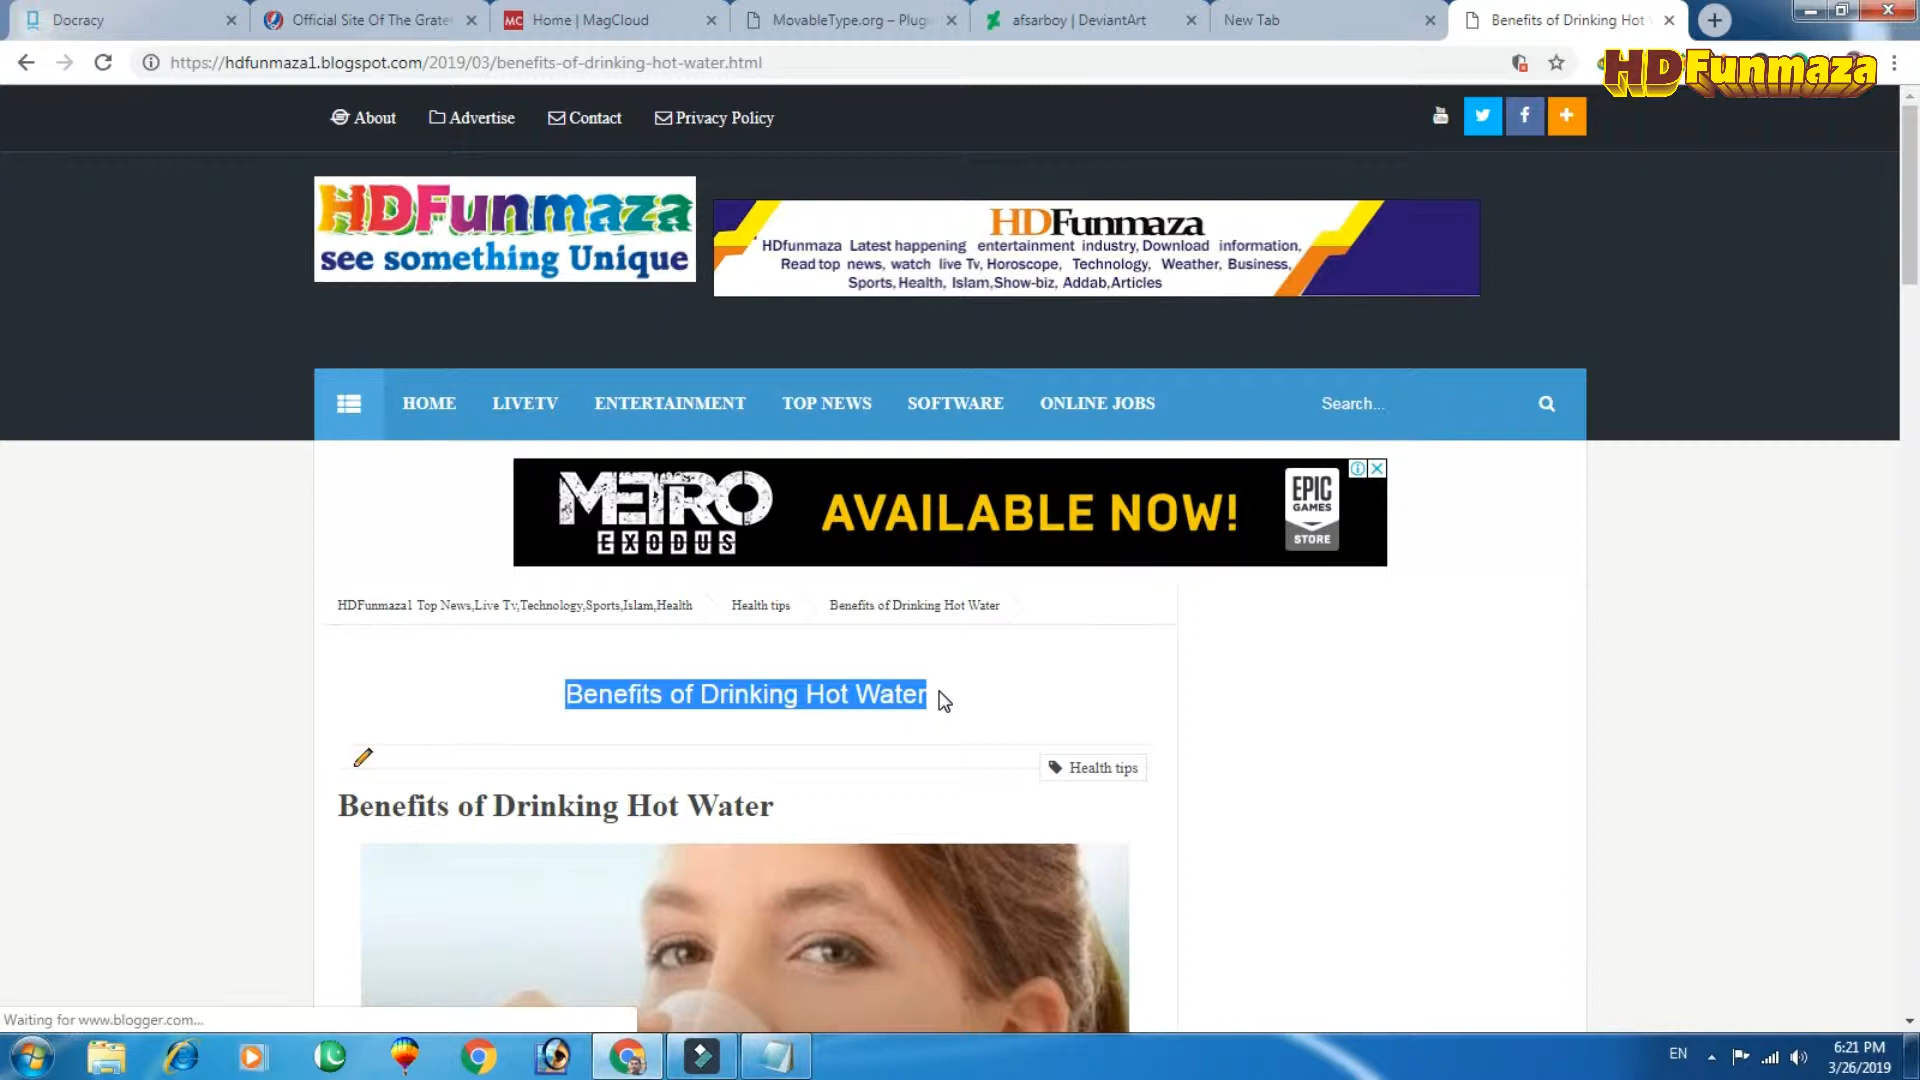 Docracy
Official Site Of The Grate
MC Home | MagCloud
MovableType.org – Plug
afsarboy | DeviantArt
New Tab
Benefits of Drinking Hot
https://hdfunmaza1.blogspot.com/2019/03/benefits-of-drinking-hot-water.html
HDFunmaza
About
Advertise
Contact
Privacy Policy
HDFunmaza
see something Unique
HDFunmaza
HDfunmaza Latest happening entertainment industry, Download information,
Read top news, watch live Tv, Horoscope, Technology, Weather, Business,
Sports, Health, Islam,Show-biz, Addab,Articles
HOME
LIVETV
ENTERTAINMENT
TOP NEWS
SOFTWARE
ONLINE JOBS
Search...
METRO
EXODUS
AVAILABLE NOW!
EPIC
GAMES
STORE
HDFunmaza1 Top News,Live Tv,Technology,Sports,Islam,Health
Health tips
Benefits of Drinking Hot Water
Benefits of Drinking Hot Water
Health tips
Benefits of Drinking Hot Water
Waiting for www.blogger.com...
EN
6:21 PM
3/26/2019